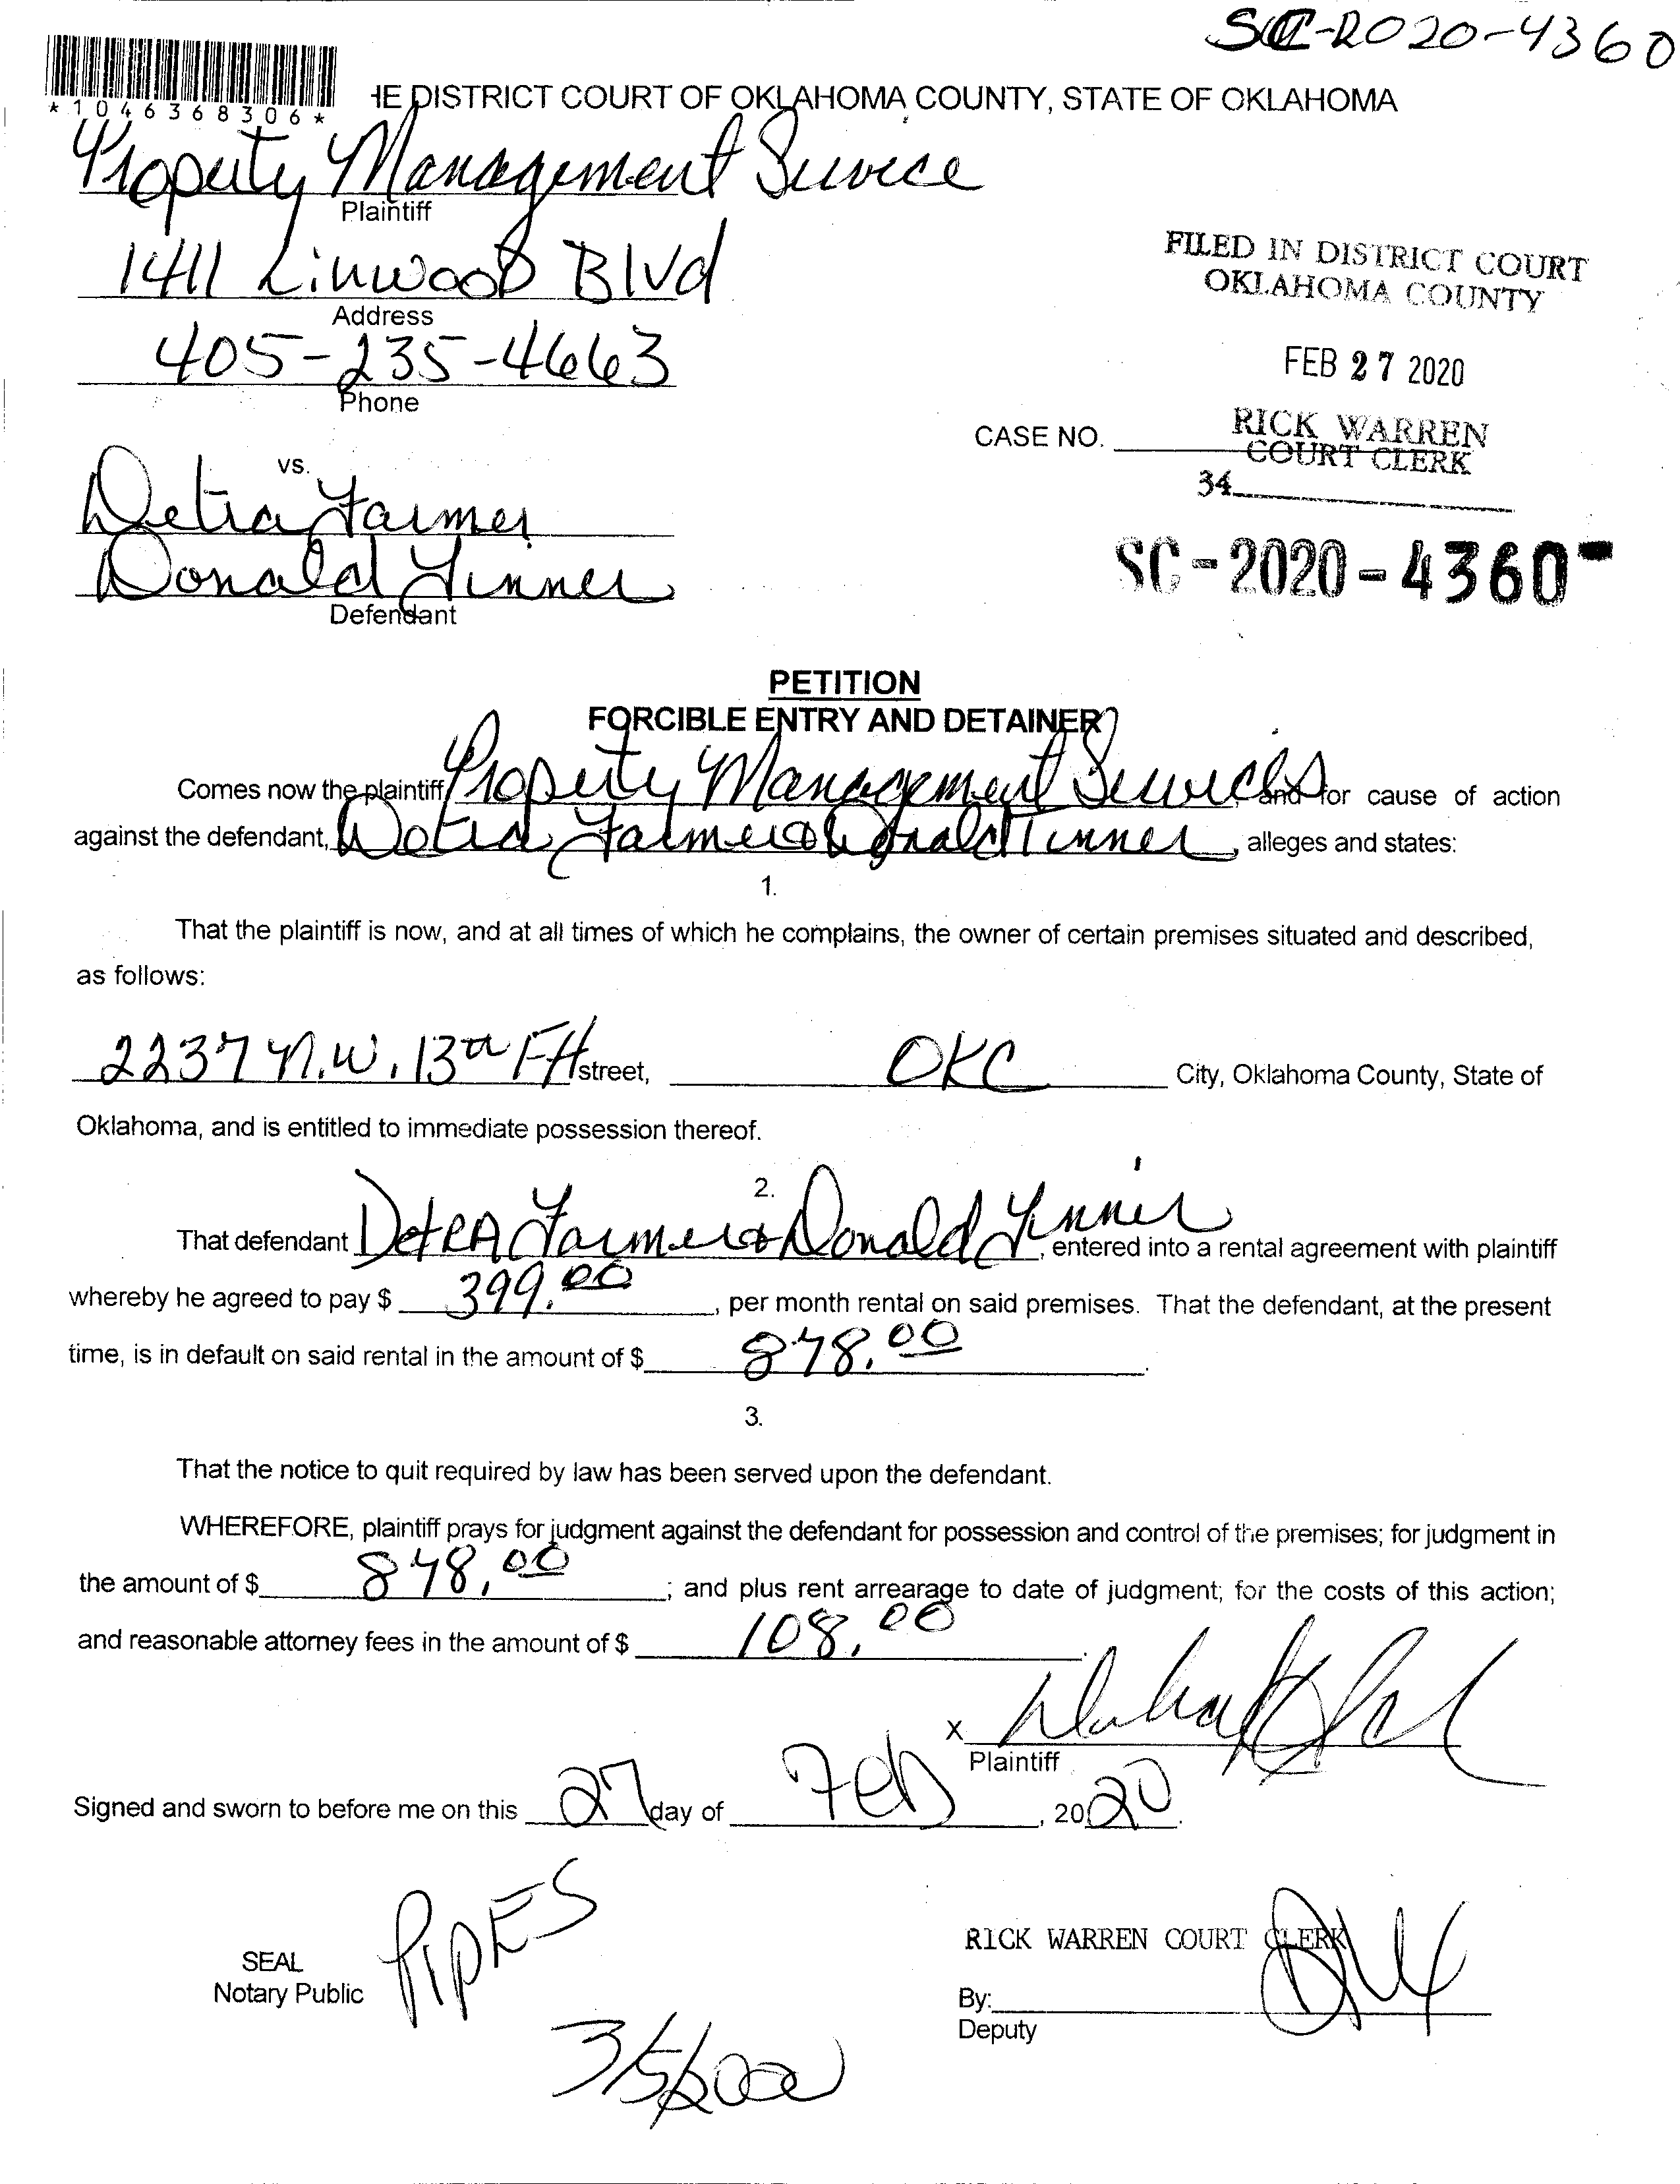 SC-2020-4360
*1046368306*
HE DISTRICT COURT OF OKLAHOMA COUNTY, STATE OF OKLAHOMA
Property Management Service
Plaintiff
1411 Linwood Blvd
Address
405-235-4663
Phone
FILED IN DISTRICT COURT
OKLAHOMA COUNTY
FEB 27 2020
RICK WARREN
COURT CLERK
CASE NO.
34
vs.
Detra Farmer
Donald Tinner
Defendant
SC-2020-4360-
PETITION
FORCIBLE ENTRY AND DETAINER
Comes now the plaintiff, Property Management Services, and for cause of action
against the defendant, Detra Farmer & Donald Tinner, alleges and states:
1.
That the plaintiff is now, and at all times of which he complains, the owner of certain premises situated and described,
as follows:
2237 N.W. 13th street, OKC City, Oklahoma County, State of
Oklahoma, and is entitled to immediate possession thereof.
2.
That defendant Detra Farmer & Donald Tinner, entered into a rental agreement with plaintiff
whereby he agreed to pay $ 399.00, per month rental on said premises. That the defendant, at the present
time, is in default on said rental in the amount of $ 878.00.
3.
That the notice to quit required by law has been served upon the defendant.
WHEREFORE, plaintiff prays for judgment against the defendant for possession and control of the premises; for judgment in
the amount of $ 878.00; and plus rent arrearage to date of judgment; for the costs of this action;
and reasonable attorney fees in the amount of $ 108.00.
X
Plaintiff
Signed and sworn to before me on this 27 day of Feb, 2020.
PipES
SEAL
Notary Public
RICK WARREN COURT CLERK
By:
Deputy